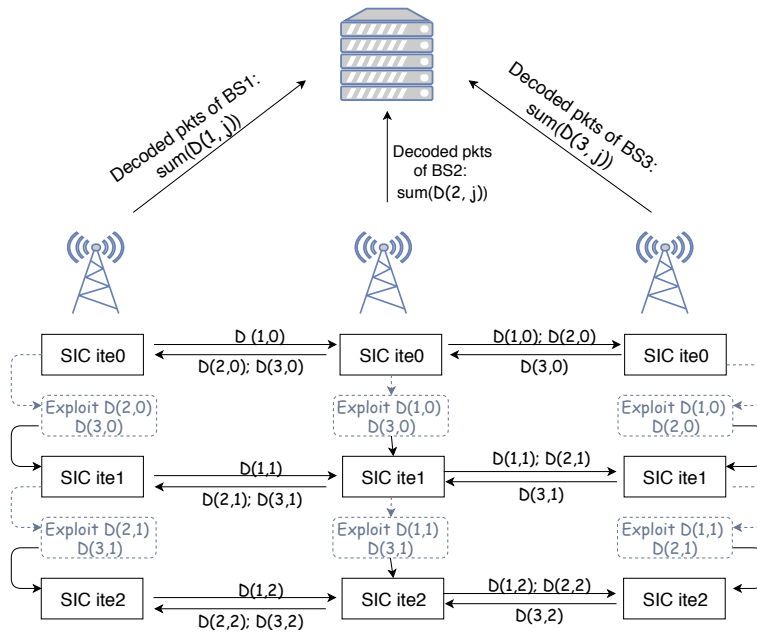 Decoded pkts of BS1:
sum(D(1, j))
Decoded pkts
of BS2:
sum(D(2, j))
Decoded pkts of BS3:
sum(D(3, j))
SIC ite0
D (1,0)
D(2,0); D(3,0)
SIC ite0
D(1,0); D(2,0)
D(3,0)
SIC ite0
Exploit D(2,0)
D(3,0)
Exploit D(1,0)
D(3,0)
Exploit D(1,0)
D(2,0)
SIC ite1
D(1,1)
D(2,1); D(3,1)
SIC ite1
D(1,1); D(2,1)
D(3,1)
SIC ite1
Exploit D(2,1)
D(3,1)
Exploit D(1,1)
D(3,1)
Exploit D(1,1)
D(2,1)
SIC ite2
D(1,2)
D(2,2); D(3,2)
SIC ite2
D(1,2); D(2,2)
D(3,2)
SIC ite2